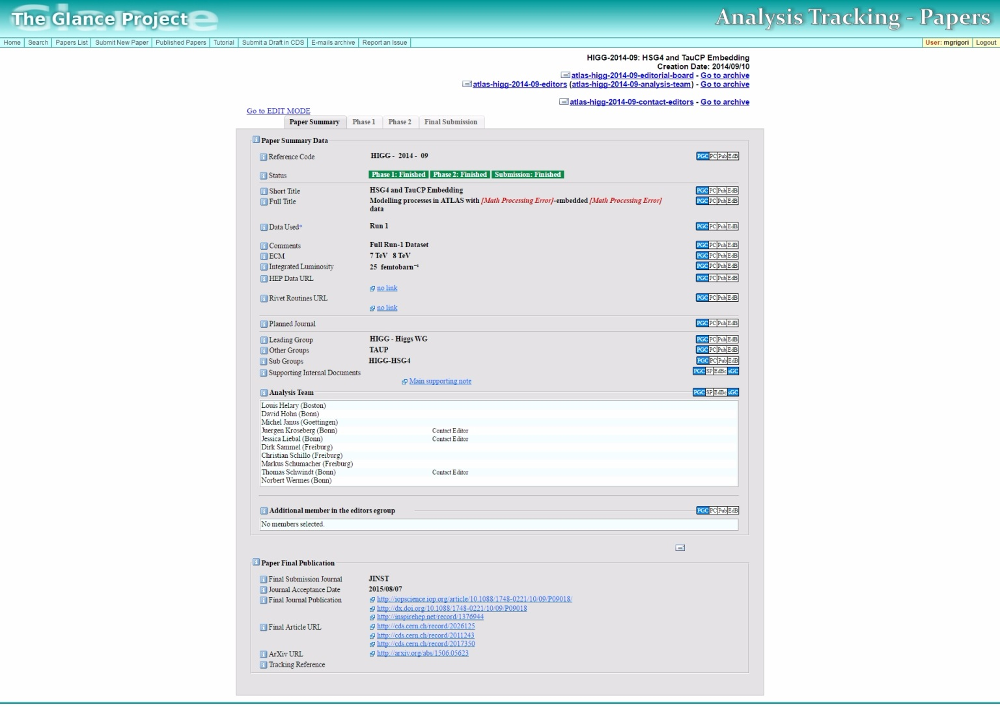 The Glance Project
Glance
Analysis Tracking - Papers
Home Search Papers List Submit New Paper Published Papers Tutorial Submit a Draft in CDS E-mails archive Report an Issue User: mgrigori Logout
HIGG-2014-09: HSG4 and TauCP Embedding
Creation Date: 2014/09/10
atlas-higg-2014-09-editorial-board - Go to archive
atlas-higg-2014-09-editors (atlas-higg-2014-09-analysis-team) - Go to archive
atlas-higg-2014-09-contact-editors - Go to archive
Go to EDIT MODE
Paper Summary Phase 1 Phase 2 Final Submission
Paper Summary Data
Reference Code HIGG - 2014 - 09 PGC PC Pub EdB
Status Phase 1: Finished Phase 2: Finished Submission: Finished
Short Title HSG4 and TauCP Embedding PGC PC Pub EdB
Full Title Modelling processes in ATLAS with [Math Processing Error]-embedded [Math Processing Error] PGC PC Pub EdB
data
Data Used* Run 1 PGC PC Pub EdB
Comments Full Run-1 Dataset PGC PC Pub EdB
ECM 7 TeV 8 TeV PGC PC Pub EdB
Integrated Luminosity 25 femtobarn⁻¹ PGC PC Pub EdB
HEP Data URL PGC PC Pub EdB
no link
Rivet Routines URL PGC PC Pub EdB
no link
Planned Journal PGC PC Pub EdB
Leading Group HIGG - Higgs WG PGC PC Pub EdB
Other Groups TAUP PGC PC Pub EdB
Sub Groups HIGG-HSG4 PGC PC Pub EdB
Supporting Internal Documents PGC SP EdBc sGC
Main supporting note
Analysis Team PGC SP EdBc sGC
Louis Helary (Boston)
David Hohn (Bonn)
Michel Janus (Goettingen)
Juergen Kroseberg (Bonn) Contact Editor
Jessica Liebal (Bonn) Contact Editor
Dirk Sammel (Freiburg)
Christian Schillo (Freiburg)
Markus Schumacher (Freiburg)
Thomas Schwindt (Bonn) Contact Editor
Norbert Wermes (Bonn)
Additional member in the editors egroup PGC PC Pub EdB
No members selected.
Paper Final Publication
Final Submission Journal JINST
Journal Acceptance Date 2015/08/07
Final Journal Publication http://iopscience.iop.org/article/10.1088/1748-0221/10/09/P09018/
http://dx.doi.org/10.1088/1748-0221/10/09/P09018
http://inspirehep.net/record/1376944
Final Article URL http://cds.cern.ch/record/2026125
http://cds.cern.ch/record/2011243
http://cds.cern.ch/record/2017350
ArXiv URL http://arxiv.org/abs/1506.05623
Tracking Reference